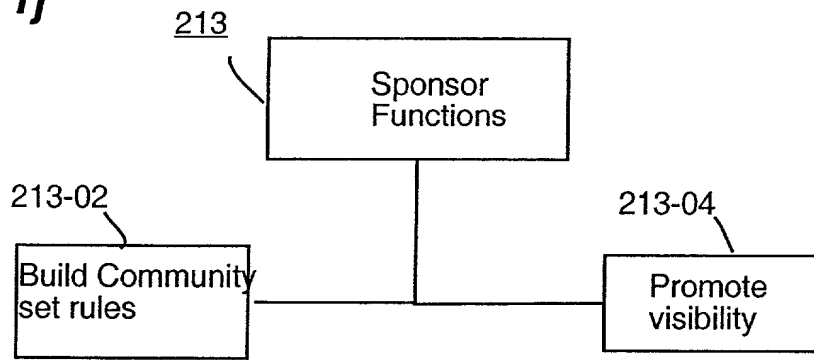 213
Sponsor
Functions
213-02
213-04
Build Community
set rules
Promote
visibility